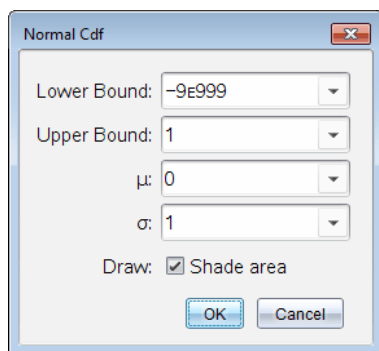 Normal Cdf
Lower Bound: -9E999
Upper Bound: 1
μ: 0
σ: 1
Draw: Shade area
OK Cancel